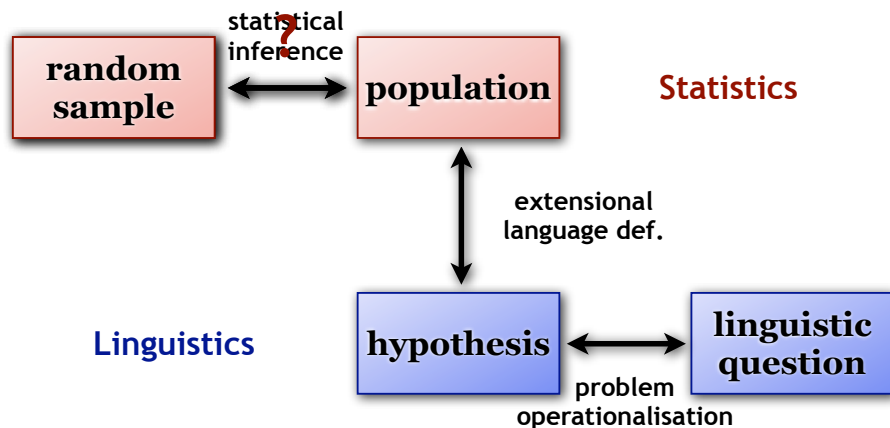 statistical
inference
?
random
sample
population
Statistics
extensional
language def.
Linguistics
hypothesis
linguistic
question
problem
operationalisation